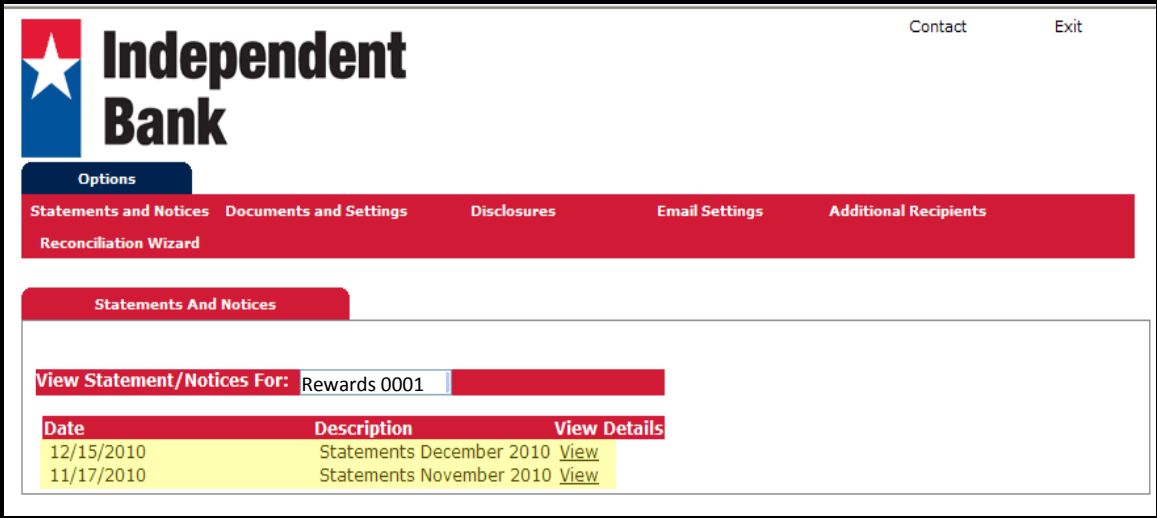 Contact Exit
Independent
Bank
Options
Statements and Notices Documents and Settings Disclosures Email Settings Additional Recipients
Reconciliation Wizard
Statements And Notices
View Statement/Notices For: Rewards 0001
Date Description View Details
12/15/2010 Statements December 2010 View
11/17/2010 Statements November 2010 View